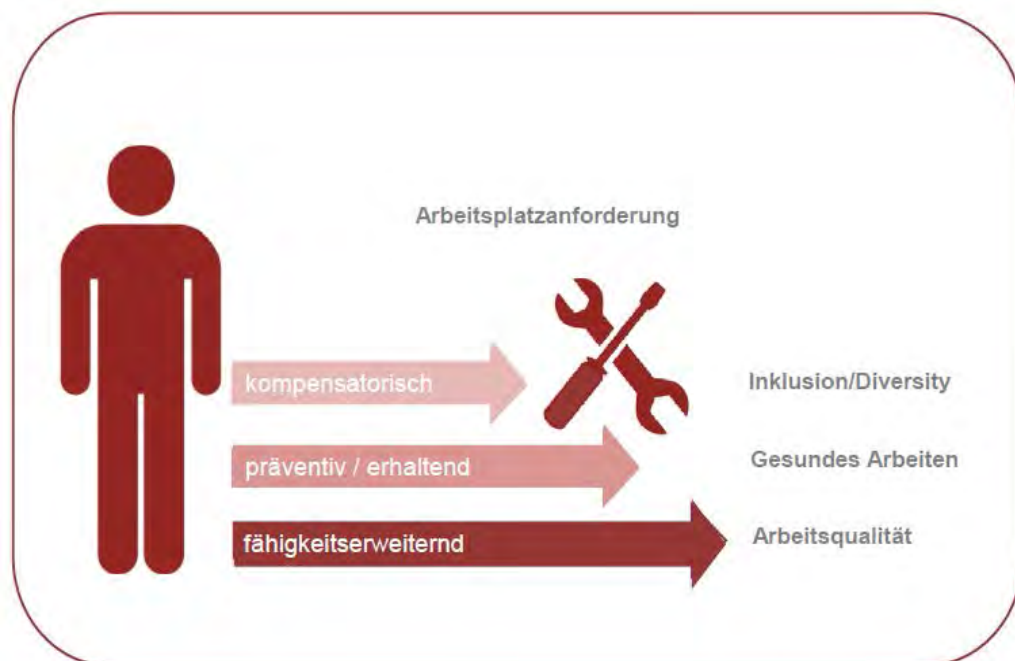 Arbeitsplatzanforderung
kompensatorisch
Inklusion/Diversity
präventiv / erhaltend
Gesundes Arbeiten
fähigkeitserweiternd
Arbeitsqualität